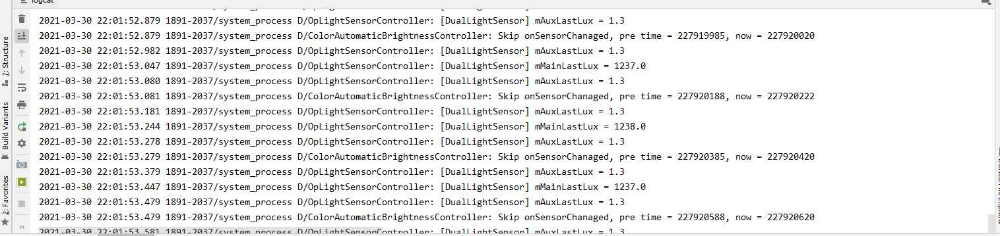 logcat
2021-03-30 22:01:52.879 1891-2037/system_process D/OpLightSensorController: [DualLightSensor] mAuxLastLux = 1.3
2021-03-30 22:01:52.879 1891-2037/system_process D/ColorAutomaticBrightnessController: Skip onSensorChanaged, pre time = 227919985, now = 227920020
2021-03-30 22:01:52.982 1891-2037/system_process D/OpLightSensorController: [DualLightSensor] mAuxLastLux = 1.3
2021-03-30 22:01:53.047 1891-2037/system_process D/OpLightSensorController: [DualLightSensor] mMainLastLux = 1237.0
2021-03-30 22:01:53.080 1891-2037/system_process D/OpLightSensorController: [DualLightSensor] mAuxLastLux = 1.3
2021-03-30 22:01:53.081 1891-2037/system_process D/ColorAutomaticBrightnessController: Skip onSensorChanaged, pre time = 227920188, now = 227920222
2021-03-30 22:01:53.181 1891-2037/system_process D/OpLightSensorController: [DualLightSensor] mAuxLastLux = 1.3
2021-03-30 22:01:53.244 1891-2037/system_process D/OpLightSensorController: [DualLightSensor] mMainLastLux = 1238.0
2021-03-30 22:01:53.278 1891-2037/system_process D/OpLightSensorController: [DualLightSensor] mAuxLastLux = 1.3
2021-03-30 22:01:53.279 1891-2037/system_process D/ColorAutomaticBrightnessController: Skip onSensorChanaged, pre time = 227920385, now = 227920420
2021-03-30 22:01:53.379 1891-2037/system_process D/OpLightSensorController: [DualLightSensor] mAuxLastLux = 1.3
2021-03-30 22:01:53.447 1891-2037/system_process D/OpLightSensorController: [DualLightSensor] mMainLastLux = 1237.0
2021-03-30 22:01:53.479 1891-2037/system_process D/OpLightSensorController: [DualLightSensor] mAuxLastLux = 1.3
2021-03-30 22:01:53.479 1891-2037/system_process D/ColorAutomaticBrightnessController: Skip onSensorChanaged, pre time = 227920588, now = 227920620
2021-03-30 22:01:53.581 1891-2037/system_process D/OpLightSensorController: [DualLightSensor] mAuxLastLux = 1.3
7: Structure
Build Variants
2: Favorites